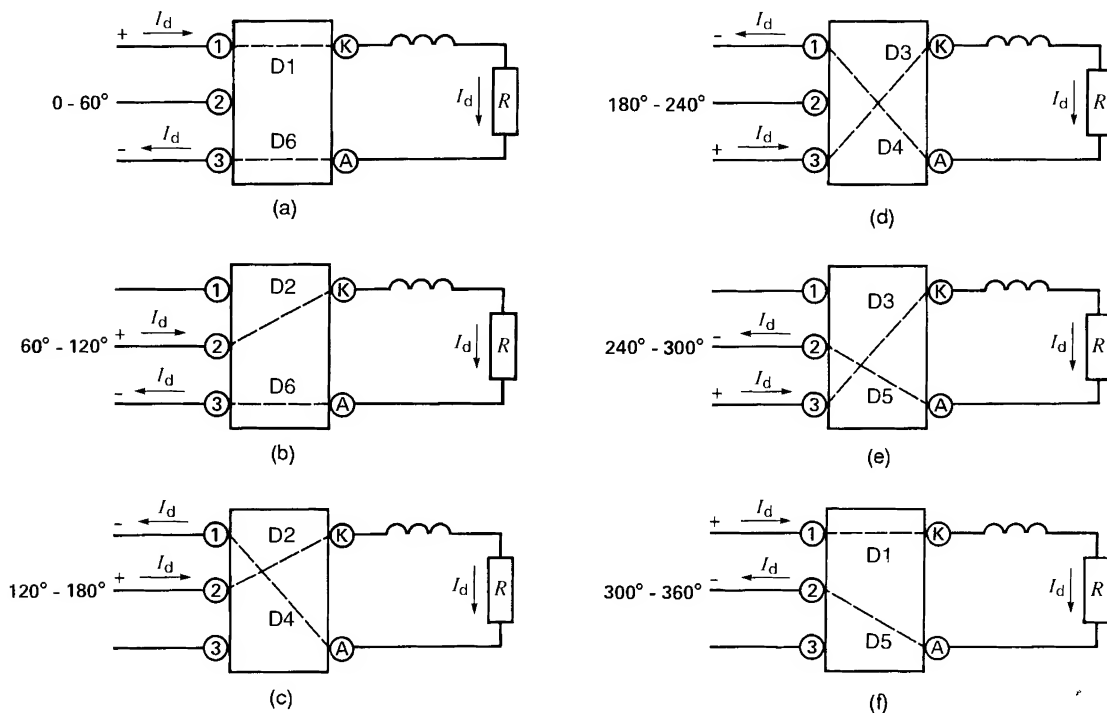 + I_d 1 K
D1
0 - 60° 2 I_d R
I_d D6
- 3 A
(a)
1 D2 K
+ I_d
60° - 120° 2 I_d R
I_d D6
- 3 A
(b)
- I_d 1 D2 K
+ I_d
120° - 180° 2 I_d R
D4
3 A
(c)
- I_d 1 D3 K
180° - 240° 2 I_d R
I_d D4
+ 3 A
(d)
1 D3 K
- I_d
240° - 300° 2 I_d R
I_d D5
+ 3 A
(e)
+ I_d 1 K
D1
- I_d
300° - 360° 2 I_d R
D5
3 A
(f)